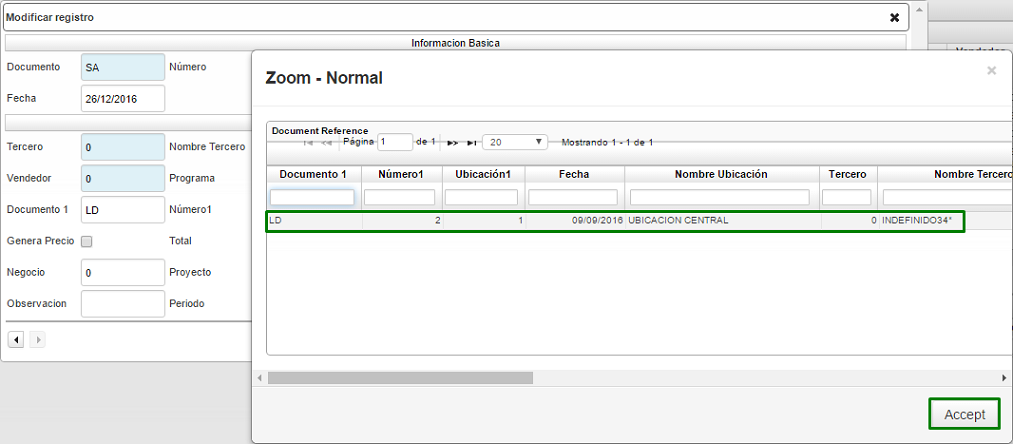 Modificar registro
Informacion Basica
Documento SA Número
Fecha 26/12/2016
Tercero 0 Nombre Tercero
Vendedor 0 Programa
Documento 1 LD Número1
Genera Precio Total
Negocio 0 Proyecto
Observacion Periodo
Zoom - Normal
Document Reference
Página 1 de 1 20 Mostrando 1 - 1 de 1
Documento 1 Número1 Ubicación1 Fecha Nombre Ubicación Tercero Nombre Tercero
LD 2 1 09/09/2016 UBICACION CENTRAL 0 INDEFINIDO34*
Accept